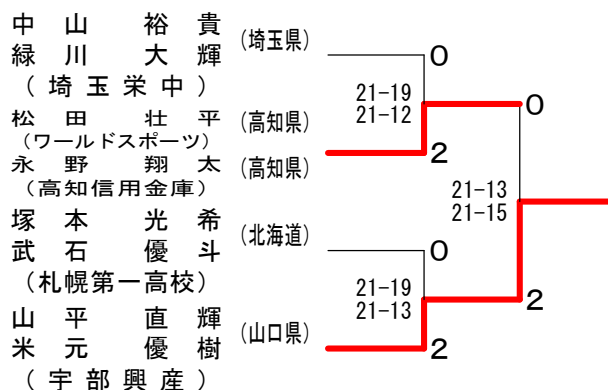 中山裕貴
緑川大輝
(埼玉栄中)
(埼玉県)
0
松田壮平
(ワールドスポーツ)
(高知県)
永野翔太
(高知信用金庫)
(高知県)
21-19
21-12
2
0
塚本光希
武石優斗
(札幌第一高校)
(北海道)
0
山平直輝
米元優樹
(宇部興産)
(山口県)
21-19
21-13
2
21-13
21-15
2